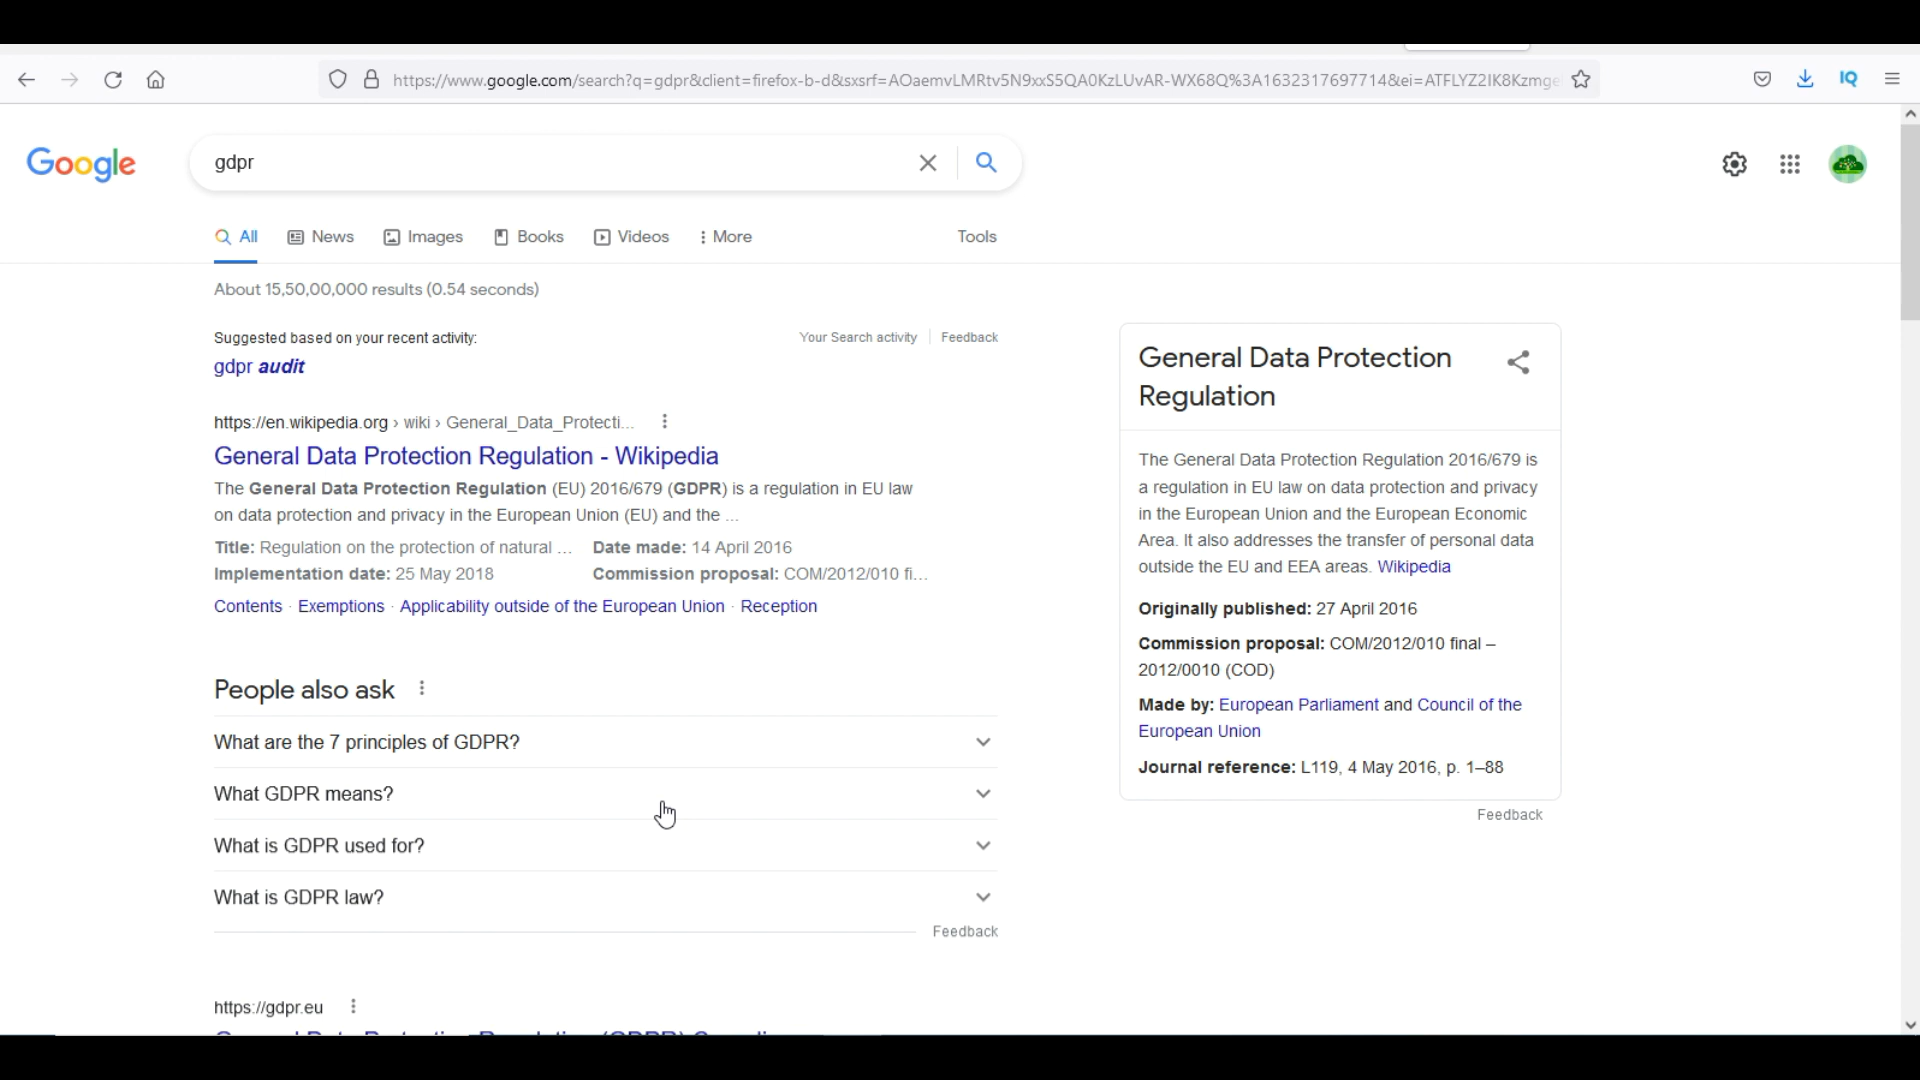 https://www.google.com/search?q=gdpr&client=firefox-b-d&sxsrf=AOaemvLMRtv5N9xxS5QA0KzLUvAR-WX68Q%3A1632317697714&ei=ATFLYZ2IK8Kzmge
IQ
Google
gdpr
All News Images Books Videos More Tools
About 15,50,00,000 results (0.54 seconds)
Suggested based on your recent activity: Your Search activity Feedback
gdpr audit
https://en.wikipedia.org › wiki › General_Data_Protecti...
General Data Protection Regulation - Wikipedia
The General Data Protection Regulation (EU) 2016/679 (GDPR) is a regulation in EU law
on data protection and privacy in the European Union (EU) and the ...
Title: Regulation on the protection of natural ... Date made: 14 April 2016
Implementation date: 25 May 2018 Commission proposal: COM/2012/010 fi...
Contents · Exemptions · Applicability outside of the European Union · Reception
People also ask
What are the 7 principles of GDPR?
What GDPR means?
What is GDPR used for?
What is GDPR law?
Feedback
https://gdpr.eu
General Data Protection Regulation (GDPR)
General Data Protection
Regulation
The General Data Protection Regulation 2016/679 is
a regulation in EU law on data protection and privacy
in the European Union and the European Economic
Area. It also addresses the transfer of personal data
outside the EU and EEA areas. Wikipedia
Originally published: 27 April 2016
Commission proposal: COM/2012/010 final –
2012/0010 (COD)
Made by: European Parliament and Council of the
European Union
Journal reference: L119, 4 May 2016, p. 1–88
Feedback